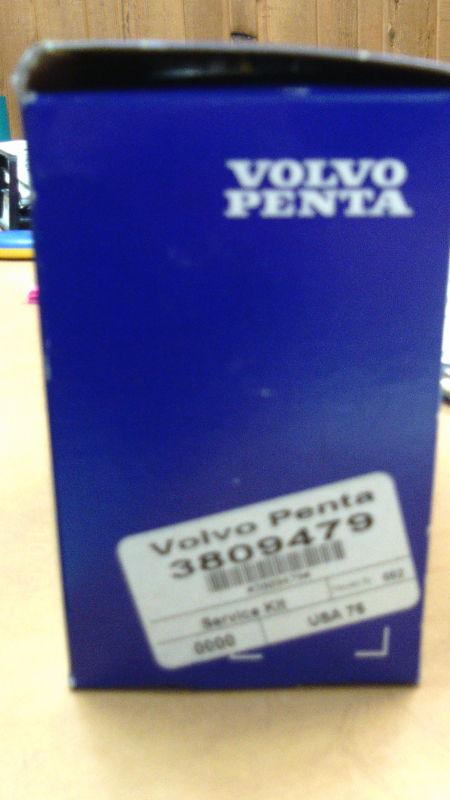 VOLVO
PENTA
Volvo Penta
3809479
Service Kit
0000
USA 76